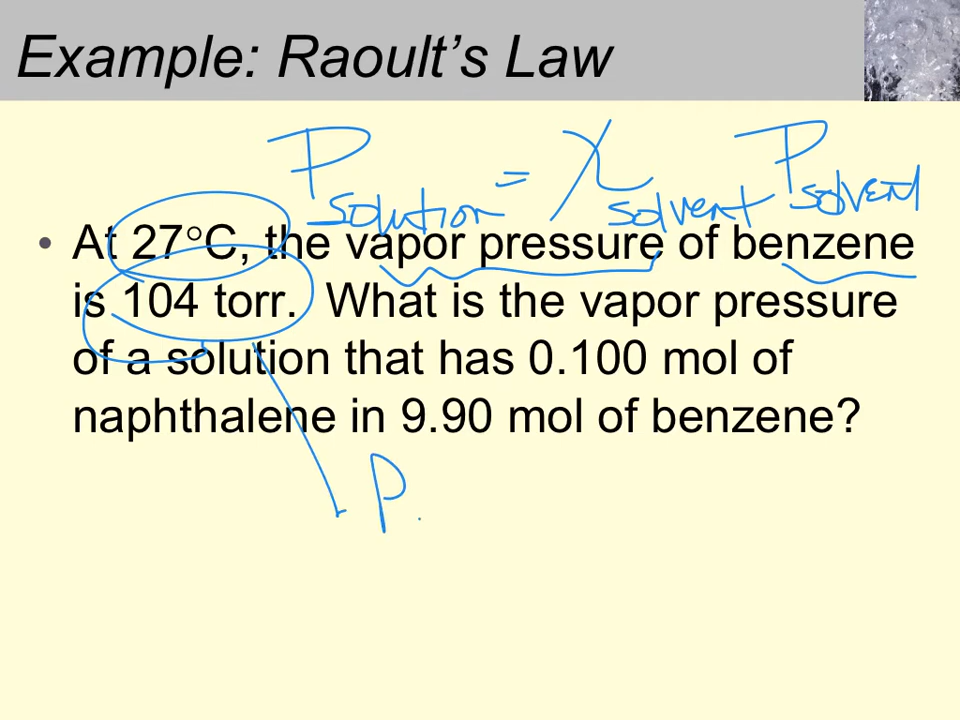 Example: Raoult's Law
P solution = χ solvent P solvent
• At 27°C, the vapor pressure of benzene
is 104 torr. What is the vapor pressure
of a solution that has 0.100 mol of
naphthalene in 9.90 mol of benzene?
P